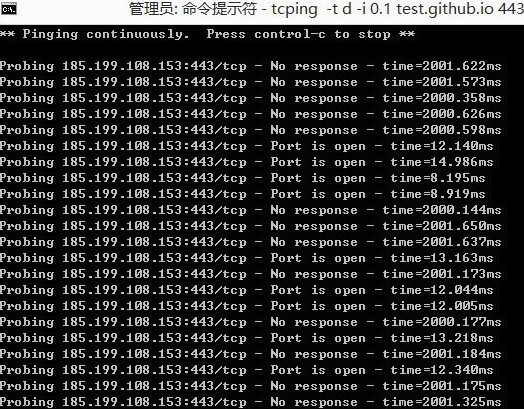 管理员: 命令提示符 - tcping -t d -i 0.1 test.github.io 443
** Pinging continuously.  Press control-c to stop **
Probing 185.199.108.153:443/tcp - No response - time=2001.622ms
Probing 185.199.108.153:443/tcp - No response - time=2001.573ms
Probing 185.199.108.153:443/tcp - No response - time=2000.358ms
Probing 185.199.108.153:443/tcp - No response - time=2000.626ms
Probing 185.199.108.153:443/tcp - No response - time=2000.598ms
Probing 185.199.108.153:443/tcp - Port is open - time=12.140ms
Probing 185.199.108.153:443/tcp - Port is open - time=14.986ms
Probing 185.199.108.153:443/tcp - Port is open - time=8.195ms
Probing 185.199.108.153:443/tcp - Port is open - time=8.919ms
Probing 185.199.108.153:443/tcp - No response - time=2000.144ms
Probing 185.199.108.153:443/tcp - No response - time=2001.650ms
Probing 185.199.108.153:443/tcp - No response - time=2001.637ms
Probing 185.199.108.153:443/tcp - Port is open - time=13.163ms
Probing 185.199.108.153:443/tcp - No response - time=2001.173ms
Probing 185.199.108.153:443/tcp - Port is open - time=12.044ms
Probing 185.199.108.153:443/tcp - Port is open - time=12.005ms
Probing 185.199.108.153:443/tcp - No response - time=2000.177ms
Probing 185.199.108.153:443/tcp - Port is open - time=13.218ms
Probing 185.199.108.153:443/tcp - No response - time=2001.184ms
Probing 185.199.108.153:443/tcp - Port is open - time=12.340ms
Probing 185.199.108.153:443/tcp - No response - time=2001.175ms
Probing 185.199.108.153:443/tcp - No response - time=2001.325ms